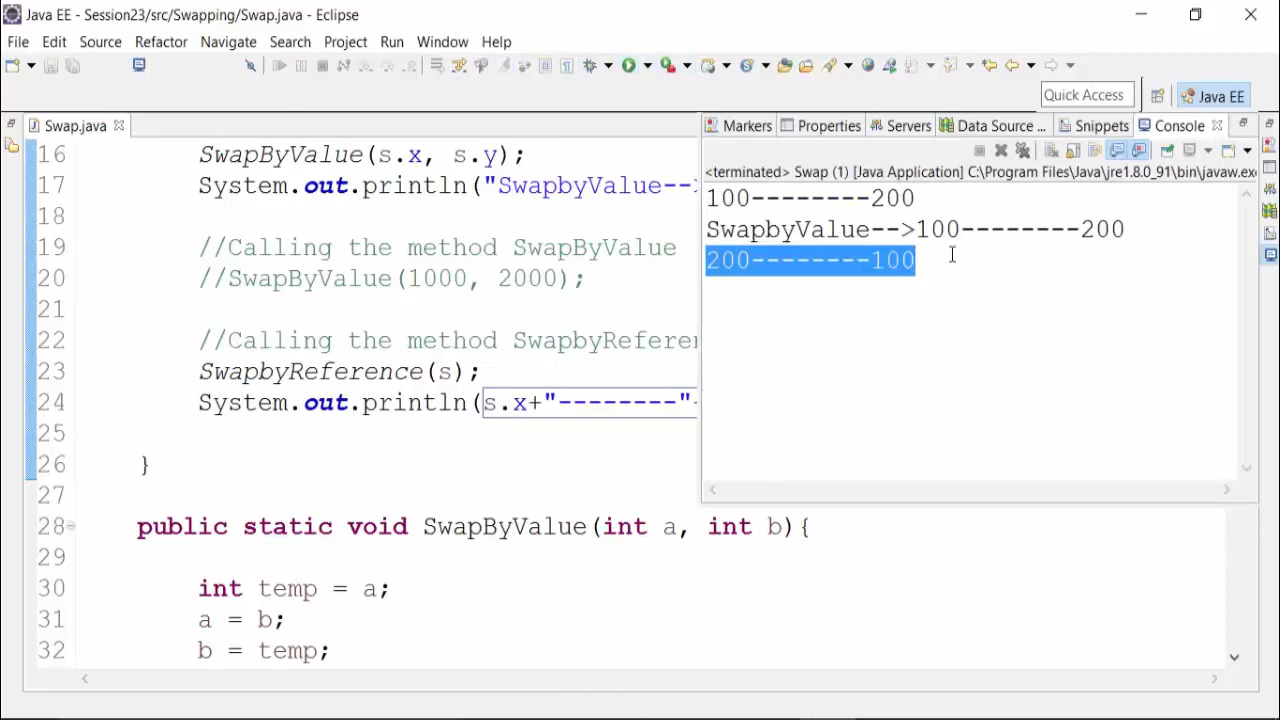 Java EE - Session23/src/Swapping/Swap.java - Eclipse
File Edit Source Refactor Navigate Search Project Run Window Help
Quick Access
Java EE
Swap.java
16 SwapByValue(s.x, s.y);
17 System.out.println("SwapbyValue--
18
19 //Calling the method SwapByValue
20 //SwapByValue(1000, 2000);
21
22 //Calling the method SwapbyRefere
23 SwapbyReference(s);
24 System.out.println(s.x+"--------"
25
26 }
27
28 public static void SwapByValue(int a, int b){
29
30 int temp = a;
31 a = b;
32 b = temp;
Markers Properties Servers Data Source ... Snippets Console
<terminated> Swap (1) [Java Application] C:\Program Files\Java\jre1.8.0_91\bin\javaw.exe
100--------200
SwapbyValue-->100--------200
200--------100